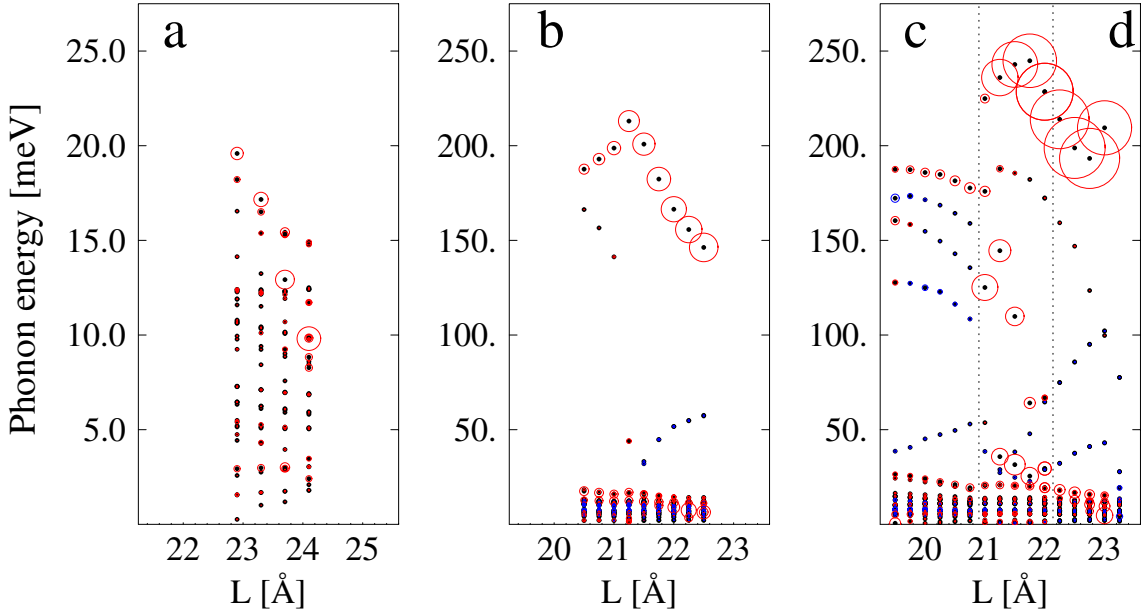 a b c d
25.0 250. 250.
20.0 200. 200.
15.0 150. 150.
10.0 100. 100.
5.0 50. 50.
Phonon energy [meV]
22 23 24 25 20 21 22 23 20 21 22 23
L [Å] L [Å] L [Å]